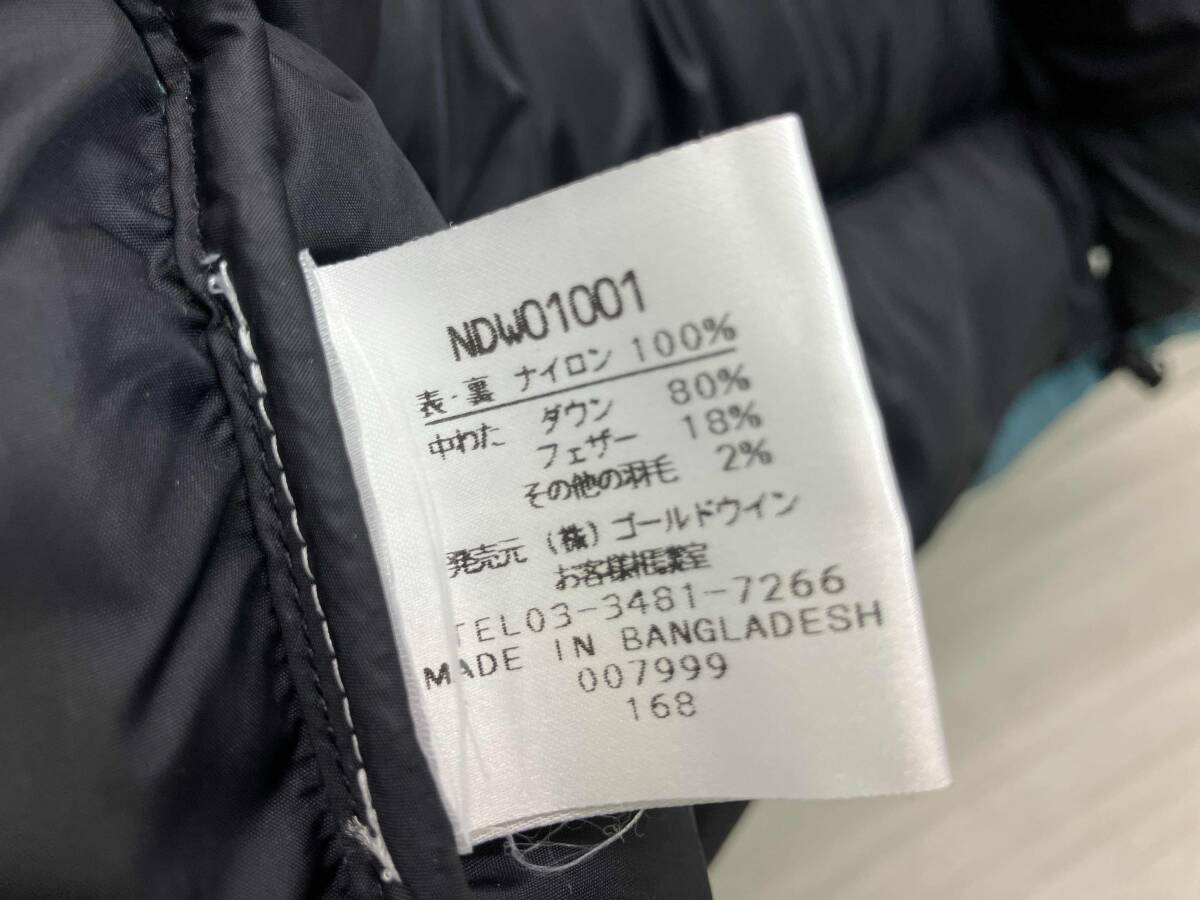 NDW01001
表・裏 ナイロン 100%
中わた ダウン 80%
フェザー 18%
その他の羽毛 2%
発売元 (株)ゴールドウイン
お客様相談室
TEL03-3481-7266
MADE IN BANGLADESH
007999
168